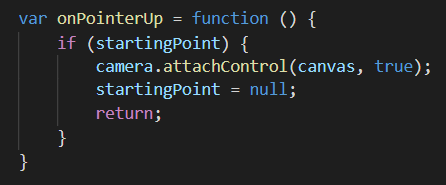 var onPointerUp = function () {
    if (startingPoint) {
        camera.attachControl(canvas, true);
        startingPoint = null;
        return;
    }
}